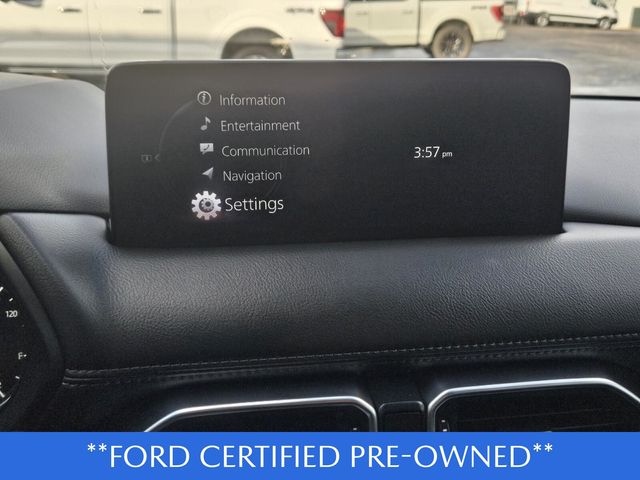 Information
Entertainment
Communication
3:57 pm
Navigation
Settings
120
F
**FORD CERTIFIED PRE-OWNED**